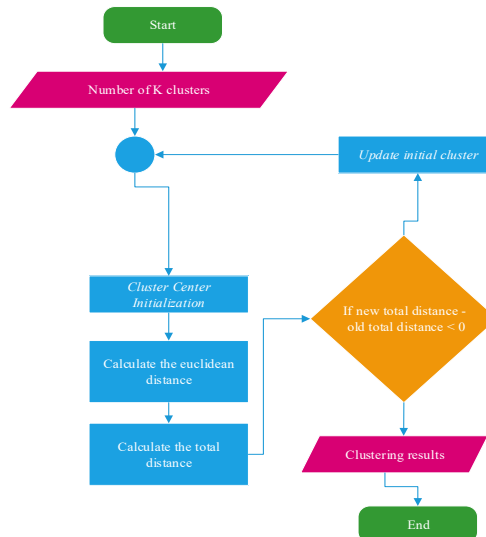 Start
Number of K clusters
Update initial cluster
Cluster Center
Initialization
If new total distance -
old total distance < 0
Calculate the euclidean
distance
Calculate the total
distance
Clustering results
End